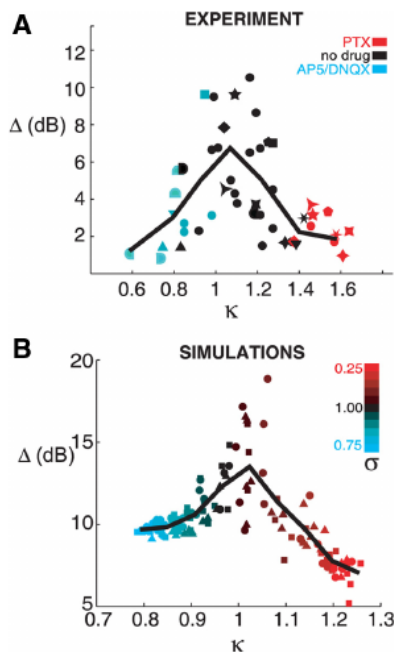 A
EXPERIMENT
PTX
no drug
AP5/DNQX
Δ (dB)
12
10
8
6
4
2
0.6 0.8 1.0 1.2 1.4 1.6
κ
B
SIMULATIONS
20
15
10
5
Δ (dB)
0.25
1.00
0.75
σ
0.7 0.8 0.9 1 1.1 1.2 1.3
κ